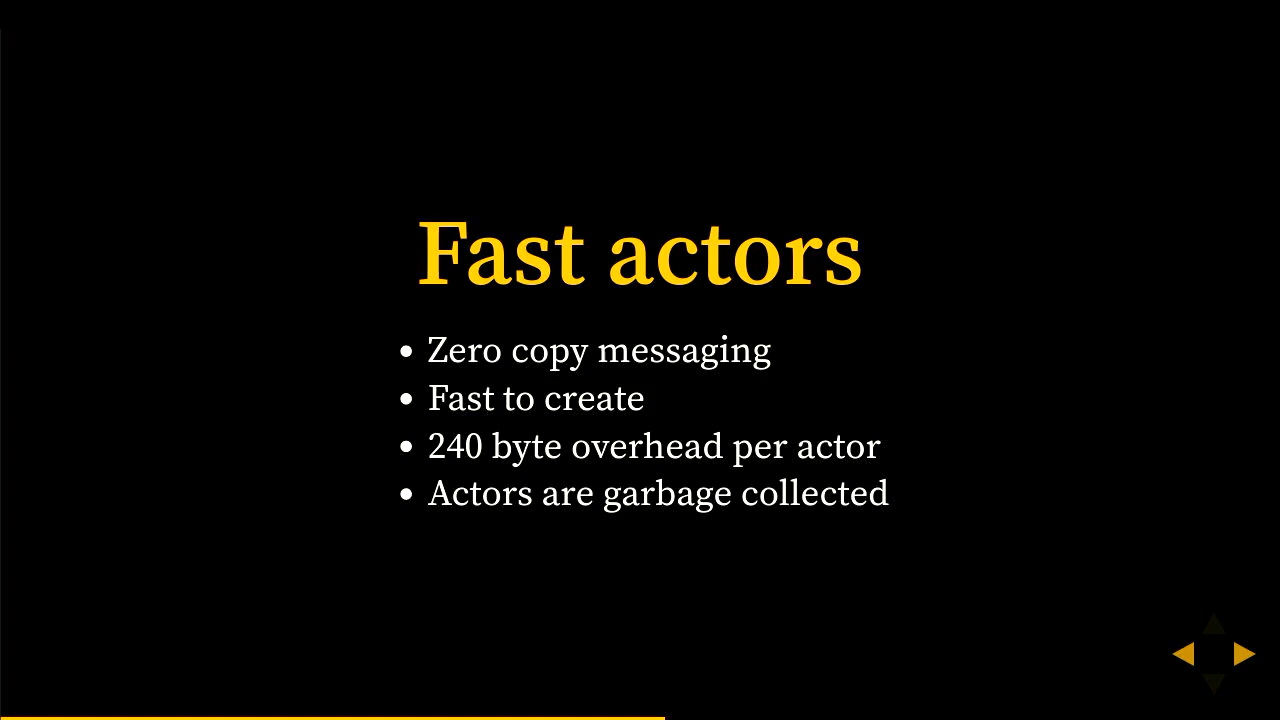 Fast actors
• Zero copy messaging
• Fast to create
• 240 byte overhead per actor
• Actors are garbage collected